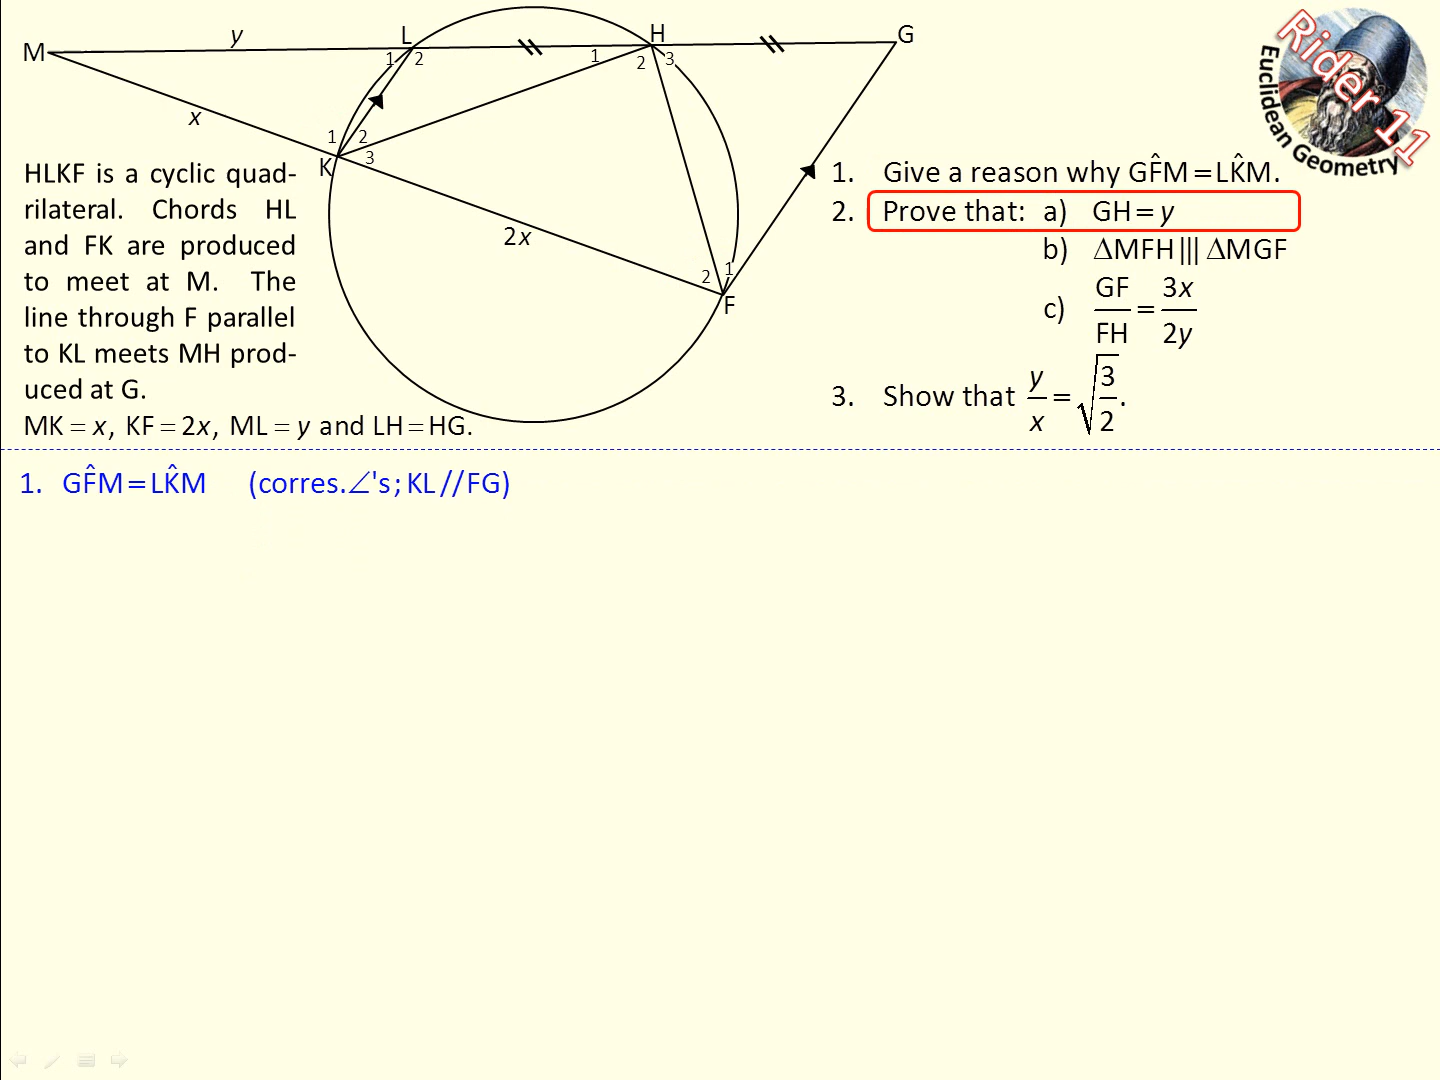 y
L
H
G
M
1
2
1
2
3
x
1
2
3
K
2x
2
1
F
HLKF is a cyclic quad-
rilateral. Chords HL
and FK are produced
to meet at M. The
line through F parallel
to KL meets MH prod-
uced at G.
MK = x, KF = 2x, ML = y and LH = HG.
Rider 11
Euclidean Geometry
1. Give a reason why GF̂M = LK̂M.
2. Prove that: a) GH = y
b) ΔMFH ||| ΔMGF
c) GF/FH = 3x/2y
3. Show that y/x = √(3/2).
1. GF̂M = LK̂M (corres.∠'s; KL // FG)